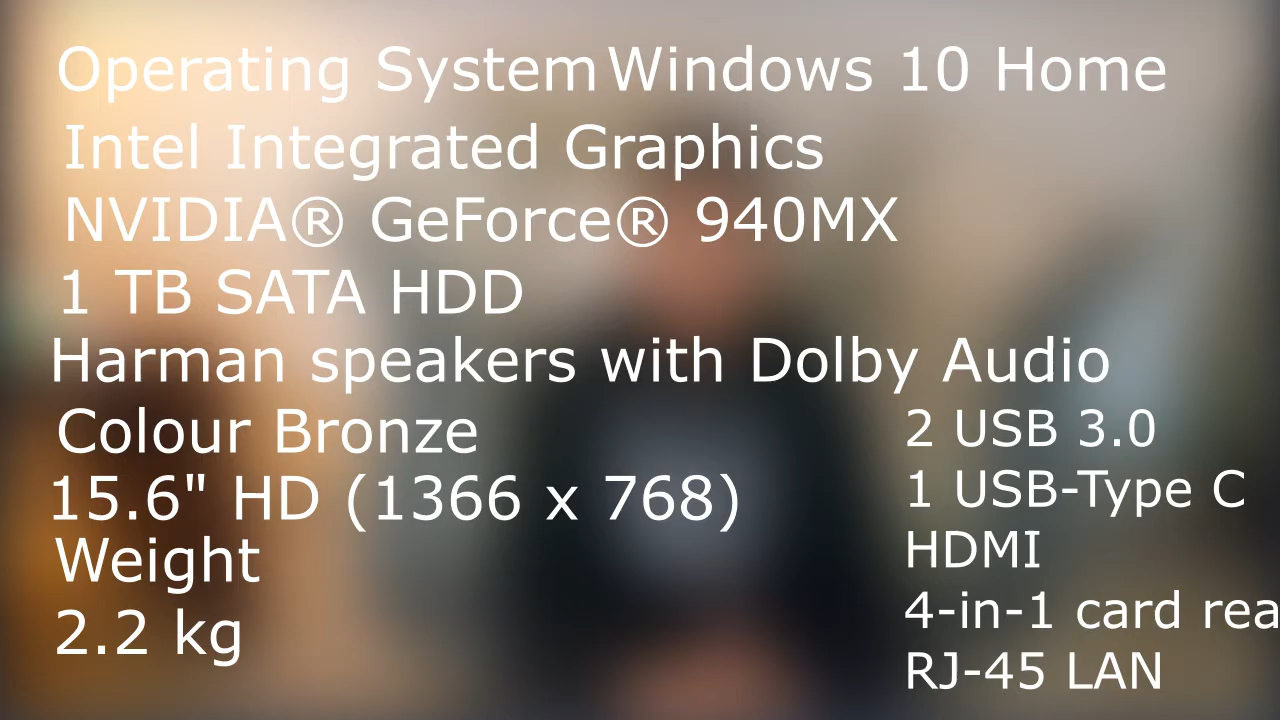 Operating System Windows 10 Home
Intel Integrated Graphics
NVIDIA® GeForce® 940MX
1 TB SATA HDD
Harman speakers with Dolby Audio
Colour Bronze
15.6" HD (1366 x 768)
Weight
2.2 kg
2 USB 3.0
1 USB-Type C
HDMI
4-in-1 card rea
RJ-45 LAN